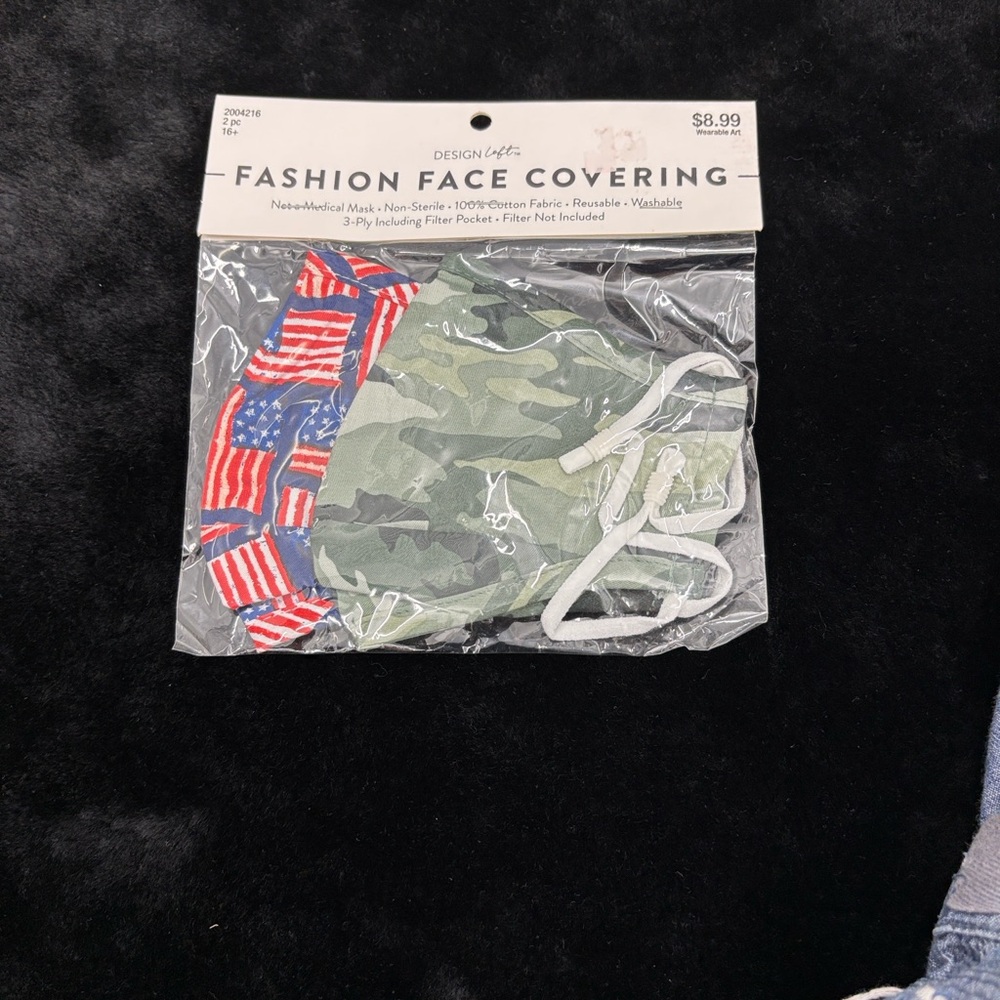 2004216
2 pc
16+
$8.99
Wearable Art
DESIGN Loft™
FASHION FACE COVERING
Not a Medical Mask • Non-Sterile • 100% Cotton Fabric • Reusable • Washable
3-Ply Including Filter Pocket • Filter Not Included